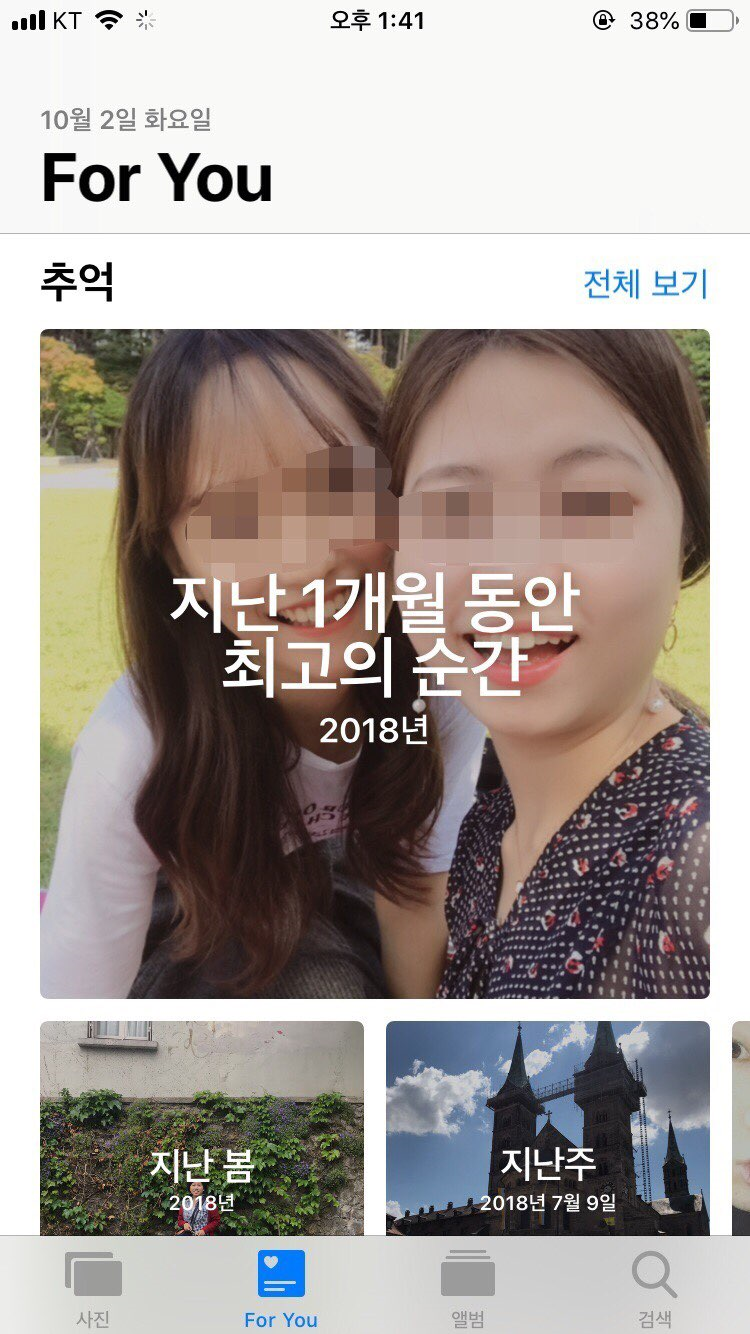 KT 오후 1:41 38%
10월 2일 화요일
For You
추억 전체 보기
지난 1개월 동안
최고의 순간
2018년
지난 봄 지난주
2018년 2018년 7월 9일
사진 For You 앨범 검색